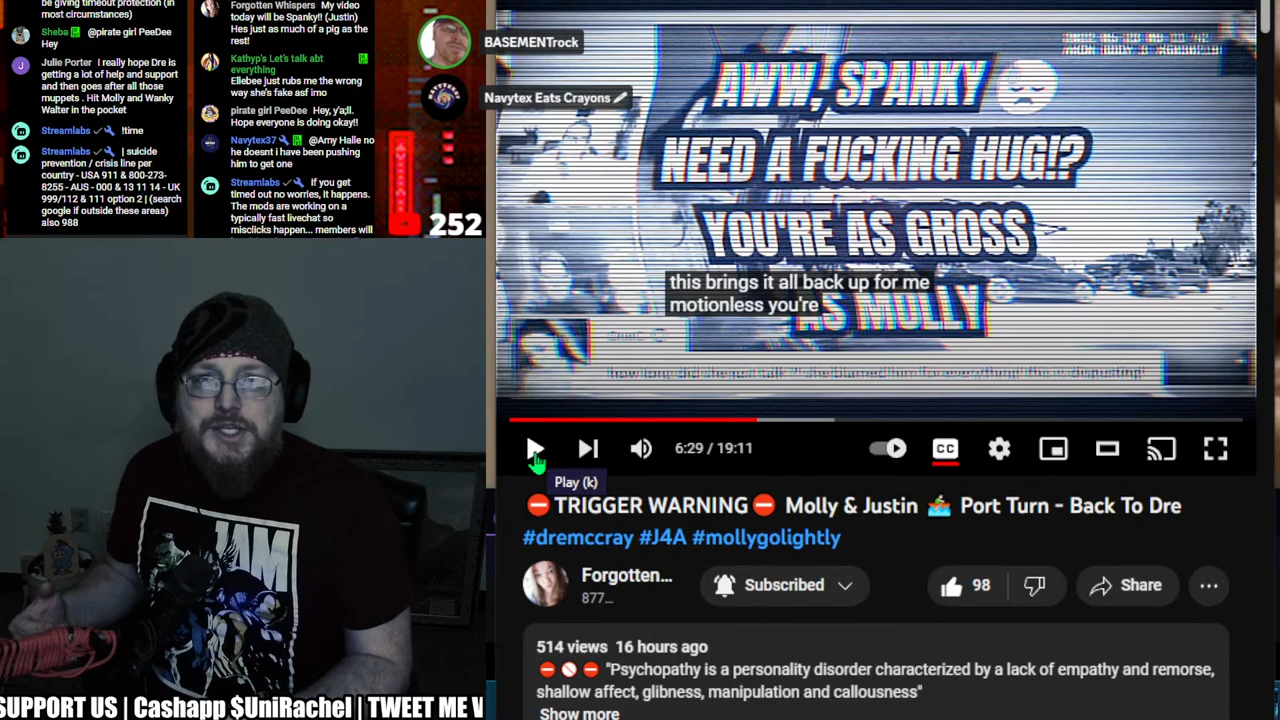 be giving timeout protection (in
most circumstances)
Sheba @pirate girl PeeDee
Hey
Julie Porter I really hope Dre is
getting a lot of help and support
and then goes after all those
muppets . Hit Molly and Wanky
Walter in the pocket
Streamlabs !time
Streamlabs | suicide
prevention / crisis line per
country - USA 911 & 800-273-
8255 - AUS - 000 & 13 11 14 - UK
999/112 & 111 option 2 | (search
google if outside these areas)
also 988
Forgotten Whispers My video
today will be Spanky!! (Justin)
Hes just as much of a pig as the
rest!
Kathyp's Let's talk abt
everything
Ellebee just rubs me the wrong
way she's fake asf imo
pirate girl PeeDee Hey, y'a;ll.
Hope everyone is doing okay!!
Navytex37 @Amy Halle no
he doesnt i have been pushing
him to get one
Streamlabs If you get
timed out no worries, it happens.
The mods are working on a
typically fast livechat so
misclicks happen... members will
BASEMENTrock
Navytex Eats Crayons
252
AWW, SPANKY
NEED A FUCKING HUG!?
YOU'RE AS GROSS
AS MOLLY
this brings it all back up for me
motionless you're
6:29 / 19:11
CC
Play (k)
TRIGGER WARNING Molly & Justin Port Turn - Back To Dre
#dremccray #J4A #mollygolightly
Forgotten...
877...
Subscribed
98
Share
514 views 16 hours ago
"Psychopathy is a personality disorder characterized by a lack of empathy and remorse,
shallow affect, glibness, manipulation and callousness"
Show more
JAM
SUPPORT US | Cashapp $UniRachel | TWEET ME